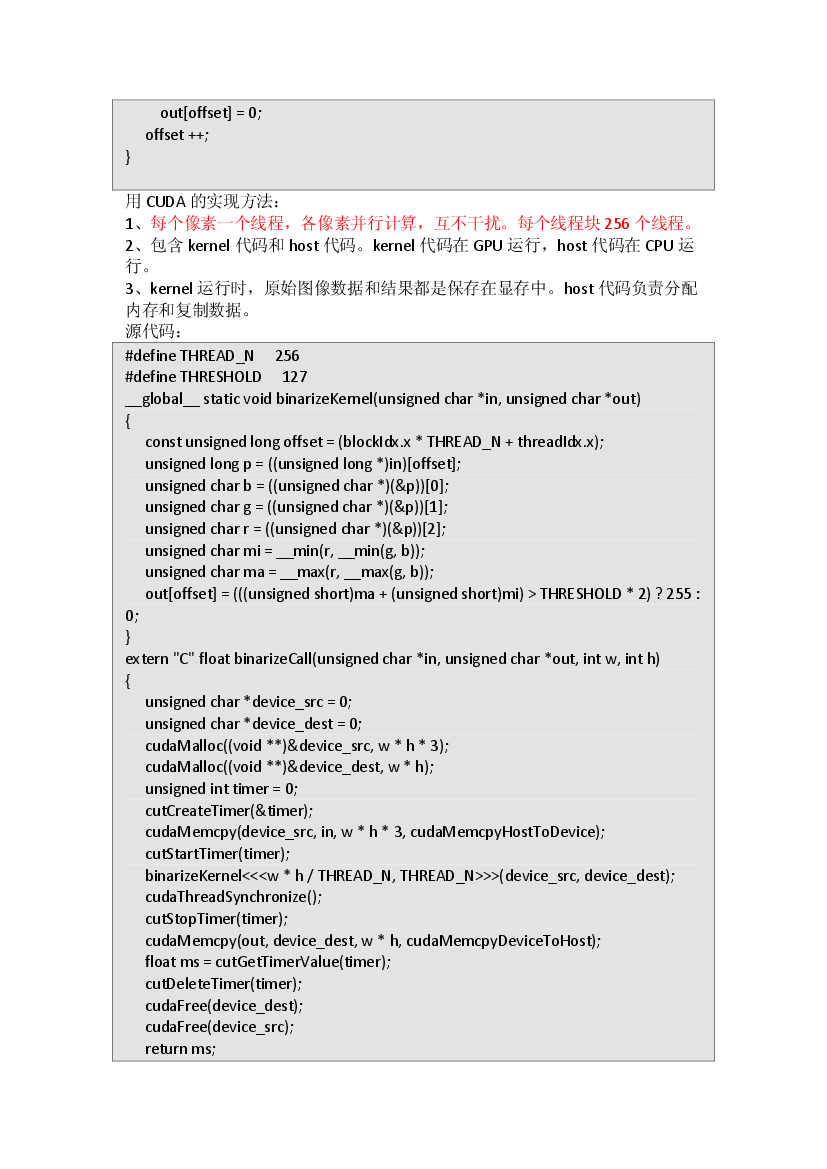 out[offset] = 0;
offset ++;
}
用 CUDA 的实现方法：
1、每个像素一个线程，各像素并行计算，互不干扰。每个线程块 256 个线程。
2、包含 kernel 代码和 host 代码。kernel 代码在 GPU 运行，host 代码在 CPU 运
行。
3、kernel 运行时，原始图像数据和结果都是保存在显存中。host 代码负责分配
内存和复制数据。
源代码：
#define THREAD_N 256
#define THRESHOLD 127
__global__ static void binarizeKernel(unsigned char *in, unsigned char *out)
{
const unsigned long offset = (blockIdx.x * THREAD_N + threadIdx.x);
unsigned long p = ((unsigned long *)in)[offset];
unsigned char b = ((unsigned char *)(&p))[0];
unsigned char g = ((unsigned char *)(&p))[1];
unsigned char r = ((unsigned char *)(&p))[2];
unsigned char mi = __min(r, __min(g, b));
unsigned char ma = __max(r, __max(g, b));
out[offset] = (((unsigned short)ma + (unsigned short)mi) > THRESHOLD * 2) ? 255 :
0;
}
extern "C" float binarizeCall(unsigned char *in, unsigned char *out, int w, int h)
{
unsigned char *device_src = 0;
unsigned char *device_dest = 0;
cudaMalloc((void **)&device_src, w * h * 3);
cudaMalloc((void **)&device_dest, w * h);
unsigned int timer = 0;
cutCreateTimer(&timer);
cudaMemcpy(device_src, in, w * h * 3, cudaMemcpyHostToDevice);
cutStartTimer(timer);
binarizeKernel<<<w * h / THREAD_N, THREAD_N>>>(device_src, device_dest);
cudaThreadSynchronize();
cutStopTimer(timer);
cudaMemcpy(out, device_dest, w * h, cudaMemcpyDeviceToHost);
float ms = cutGetTimerValue(timer);
cutDeleteTimer(timer);
cudaFree(device_dest);
cudaFree(device_src);
return ms;